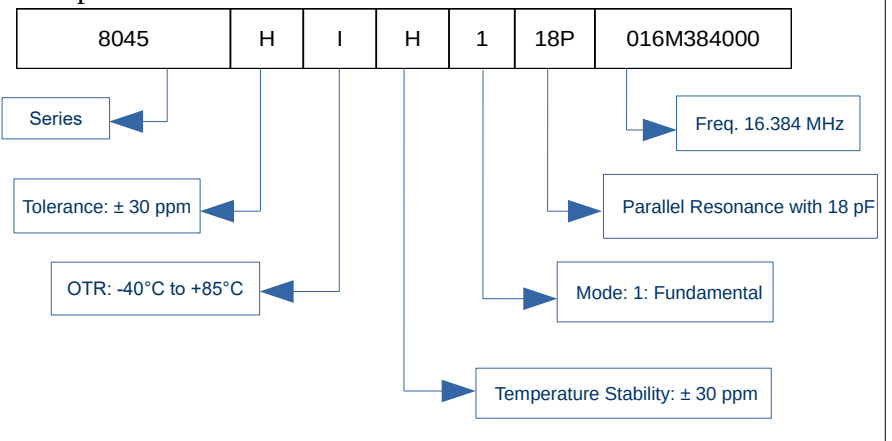 8045 H I H 1 18P 016M384000
Series
Freq. 16.384 MHz
Tolerance: ± 30 ppm
Parallel Resonance with 18 pF
OTR: -40°C to +85°C
Mode: 1: Fundamental
Temperature Stability: ± 30 ppm